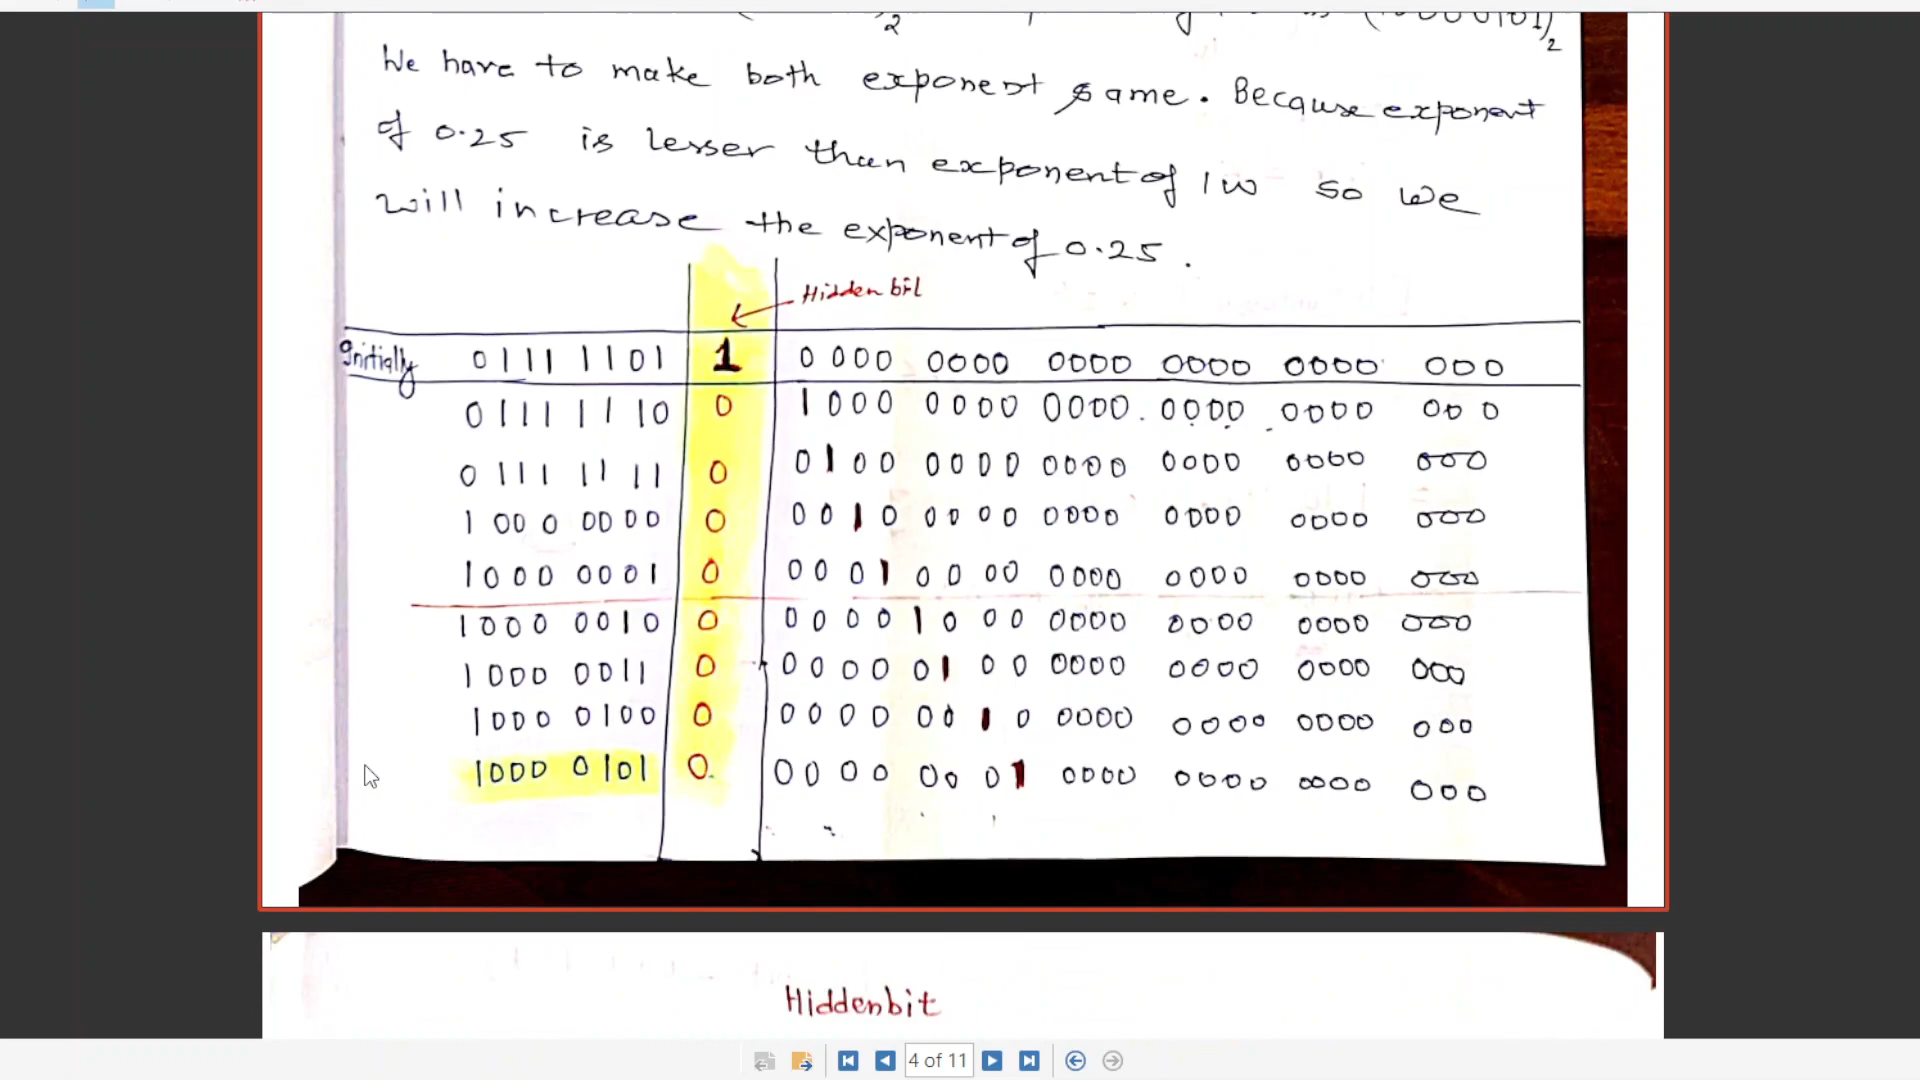 We have to make both exponent same. Because exponent
of 0.25 is lesser than exponent of 100 so we
will increase the exponent of 0.25.
Hidden bit
Initially 0111 1101 1 0000 0000 0000 0000 0000 000
0111 1110 0 1000 0000 0000 0000 0000 000
0111 1111 0 0100 0000 0000 0000 0000 000
1000 0000 0 0010 0000 0000 0000 0000 000
1000 0001 0 0001 0000 0000 0000 0000 000
1000 0010 0 0000 1000 0000 0000 0000 000
1000 0011 0 0000 0100 0000 0000 0000 000
1000 0100 0 0000 0010 0000 0000 0000 000
1000 0101 0 0000 0001 0000 0000 0000 000
Hiddenbit
4 of 11